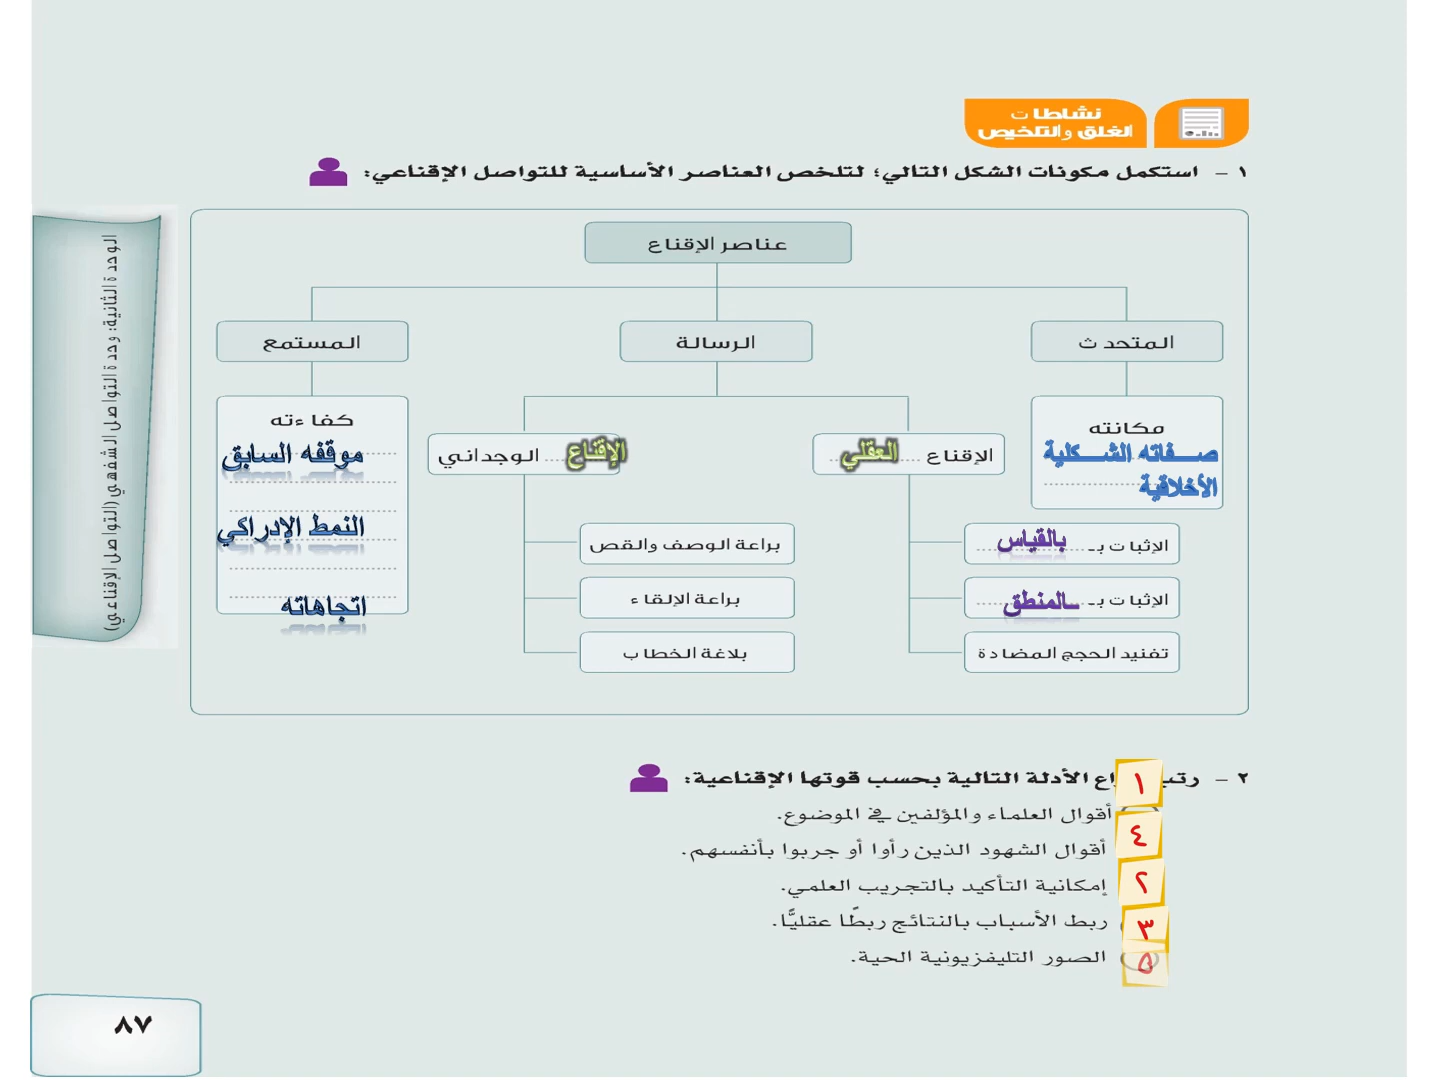 نشاطات
الغلق والتلخيص
١ - استكمل مكونات الشكل التالي؛ لتلخص العناصر الأساسية للتواصل الإقناعي:
عناصر الإقناع
المتحدث
الرسالة
المستمع
مكانته
صفاته الشكلية
الأخلاقية
الإقناع العقلي
الإقناع الوجداني
كفاءته
موقفه السابق
النمط الإدراكي
اتجاهاته
الإثبات بـ بالقياس
الإثبات بـ ـالمنطق
تفنيد الحجج المضادة
براعة الوصف والقص
براعة الإلقاء
بلاغة الخطاب
الوحدة الثانية: وحدة التواصل الشفهي (التواصل الإقناعي)
٢ - رتب اع الأدلة التالية بحسب قوتها الإقناعية:
١ أقوال العلماء والمؤلفين في الموضوع.
٤ أقوال الشهود الذين رأوا أو جربوا بأنفسهم.
٢ إمكانية التأكيد بالتجريب العلمي.
٣ ربط الأسباب بالنتائج ربطًا عقليًّا.
٥ الصور التليفزيونية الحية.
٨٧